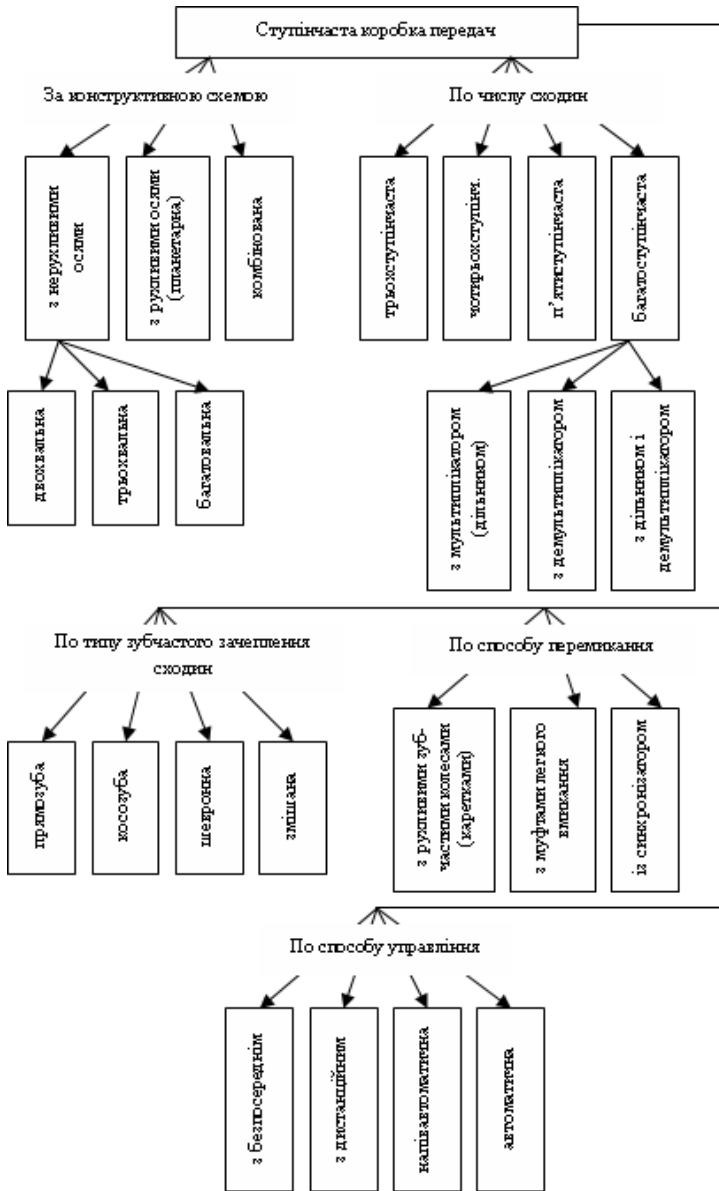 Ступінчаста коробка передач
За конструктивною схемою
По числу сходин
з нерухливими
осями
з рухливими осями
(планетарна)
комбінована
трьохступінчаста
чотирьохступінч.
п'ятиступінчаста
багатоступінчаста
двохвальна
трьохвальна
багатовальна
з мультиплікатором
(дільником)
з демультиплікатором
з дільником і
демультиплікатором
По типу зубчастого зачеплення
сходин
По способу перемикання
прямозуба
косозуба
шевронна
змішана
з рухливими зуб-
частими колесами
(каретками)
з муфтами легкого
вмикання
із синхронізатором
По способу управління
з безпосереднім
з дистанційним
напівавтоматична
автоматична